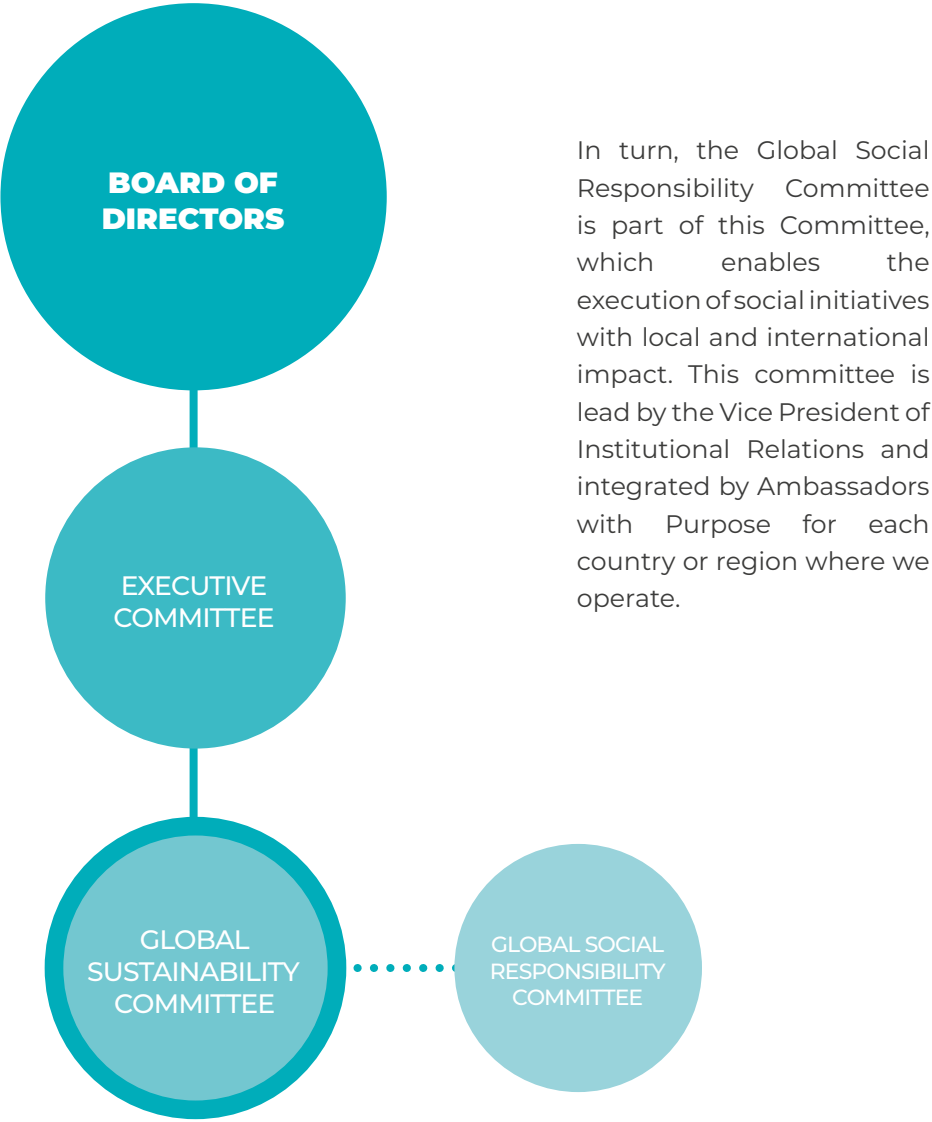 BOARD OF
DIRECTORS
EXECUTIVE
COMMITTEE
GLOBAL
SUSTAINABILITY
COMMITTEE
GLOBAL SOCIAL
RESPONSIBILITY
COMMITTEE
In turn, the Global Social
Responsibility Committee
is part of this Committee,
which enables the
execution of social initiatives
with local and international
impact. This committee is
lead by the Vice President of
Institutional Relations and
integrated by Ambassadors
with Purpose for each
country or region where we
operate.